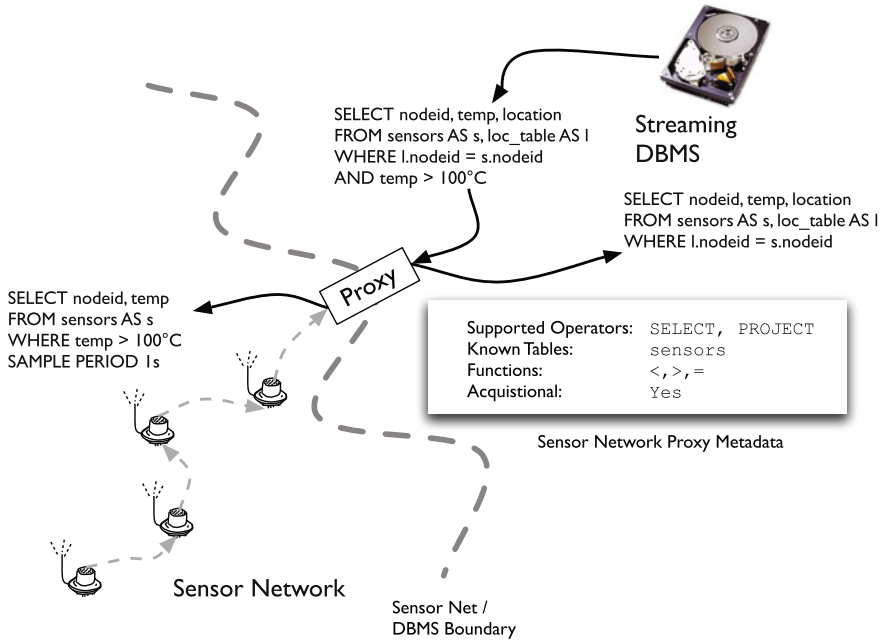 Streaming
DBMS
SELECT nodeid, temp, location
FROM sensors AS s, loc_table AS l
WHERE l.nodeid = s.nodeid
AND temp > 100°C
SELECT nodeid, temp, location
FROM sensors AS s, loc_table AS l
WHERE l.nodeid = s.nodeid
Proxy
SELECT nodeid, temp
FROM sensors AS s
WHERE temp > 100°C
SAMPLE PERIOD 1s
Supported Operators: SELECT, PROJECT
Known Tables: sensors
Functions: <,>,=
Acquistional: Yes
Sensor Network Proxy Metadata
Sensor Network
Sensor Net /
DBMS Boundary